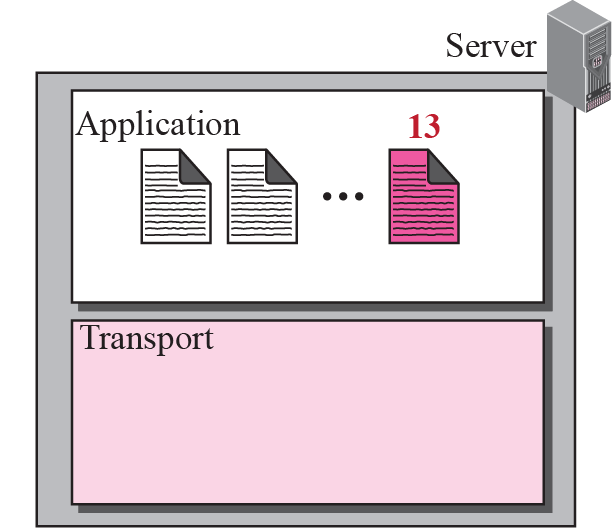 Server
Application
13
Transport